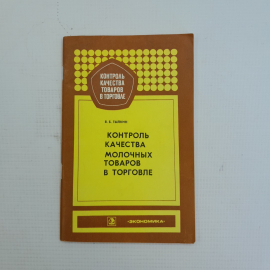 КОНТРОЛЬ
КАЧЕСТВА
ТОВАРОВ
В ТОРГОВЛЕ
КОНТРОЛЬ
КАЧЕСТВА
МОЛОЧНЫХ
ТОВАРОВ
В ТОРГОВЛЕ
«ЭКОНОМИКА»